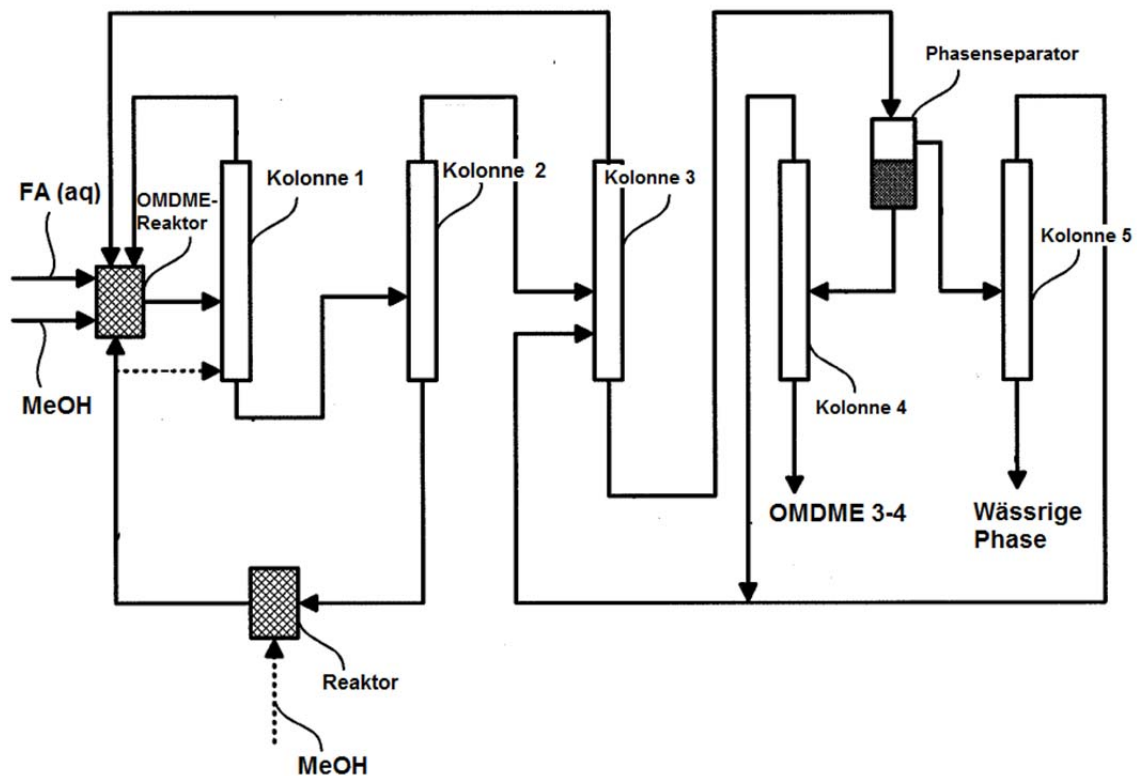 Phasenseparator
Kolonne 1
Kolonne 2
Kolonne 3
FA (aq)
OMDME-
Reaktor
Kolonne 5
MeOH
Kolonne 4
OMDME 3-4
Wässrige
Phase
Reaktor
MeOH